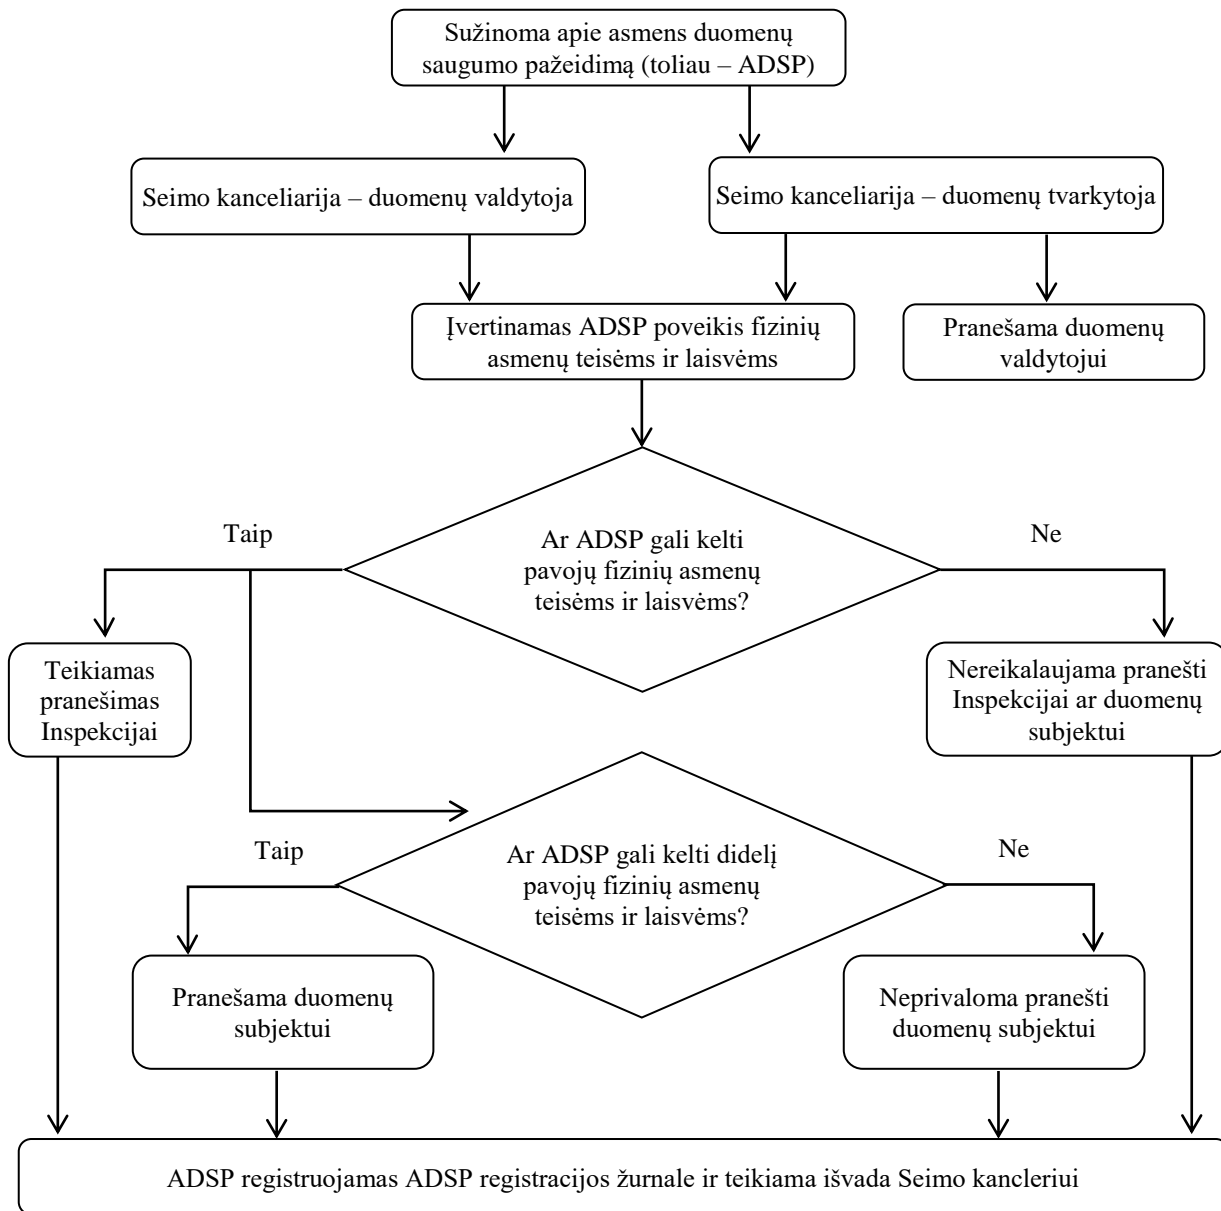 Sužinoma apie asmens duomenų
saugumo pažeidimą (toliau – ADSP)
Seimo kanceliarija – duomenų valdytoja
Seimo kanceliarija – duomenų tvarkytoja
Įvertinamas ADSP poveikis fizinių
asmenų teisėms ir laisvėms
Pranešama duomenų
valdytojui
Taip
Ar ADSP gali kelti
pavojų fizinių asmenų
teisėms ir laisvėms?
Ne
Teikiamas
pranešimas
Inspekcijai
Nereikalaujama pranešti
Inspekcijai ar duomenų
subjektui
Taip
Ar ADSP gali kelti didelį
pavojų fizinių asmenų
teisėms ir laisvėms?
Ne
Pranešama duomenų
subjektui
Neprivaloma pranešti
duomenų subjektui
ADSP registruojamas ADSP registracijos žurnale ir teikiama išvada Seimo kancleriui